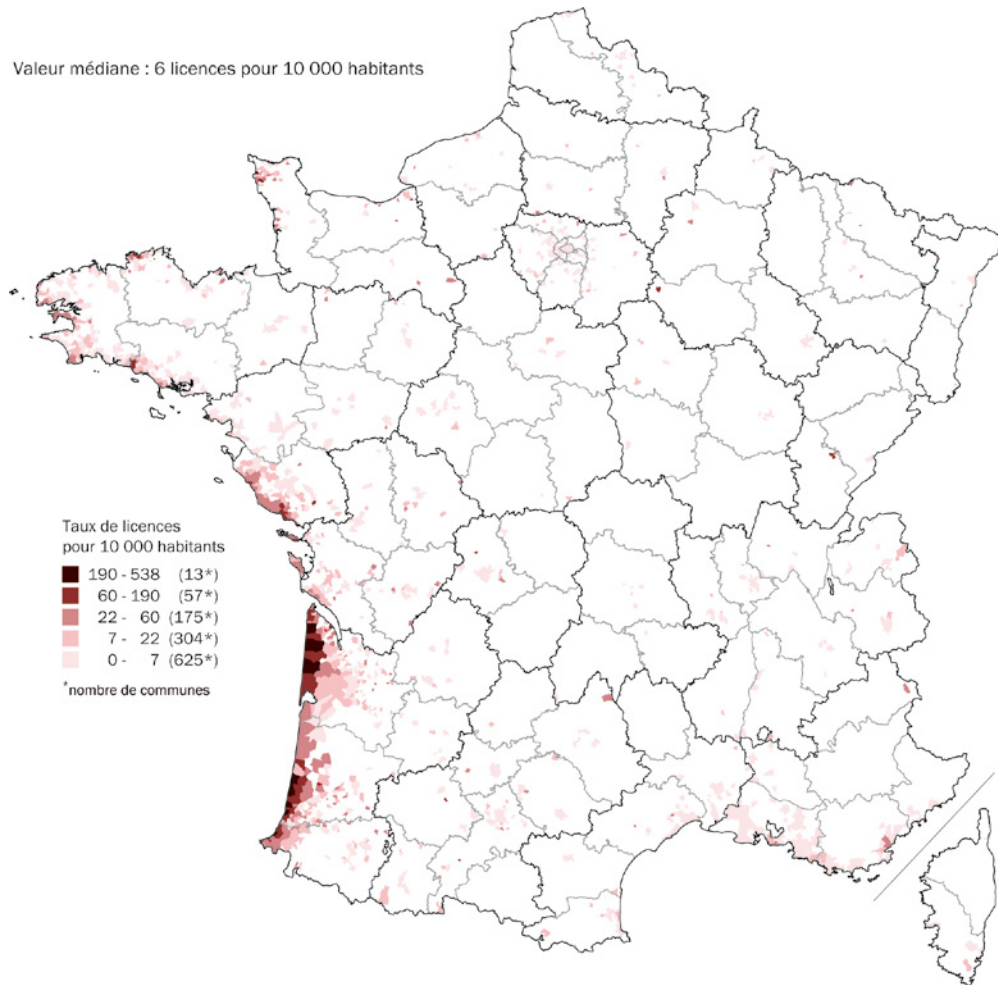 Valeur médiane : 6 licences pour 10 000 habitants
Taux de licences
pour 10 000 habitants
190 - 538 (13*)
60 - 190 (57*)
22 - 60 (175*)
7 - 22 (304*)
0 - 7 (625*)
*nombre de communes